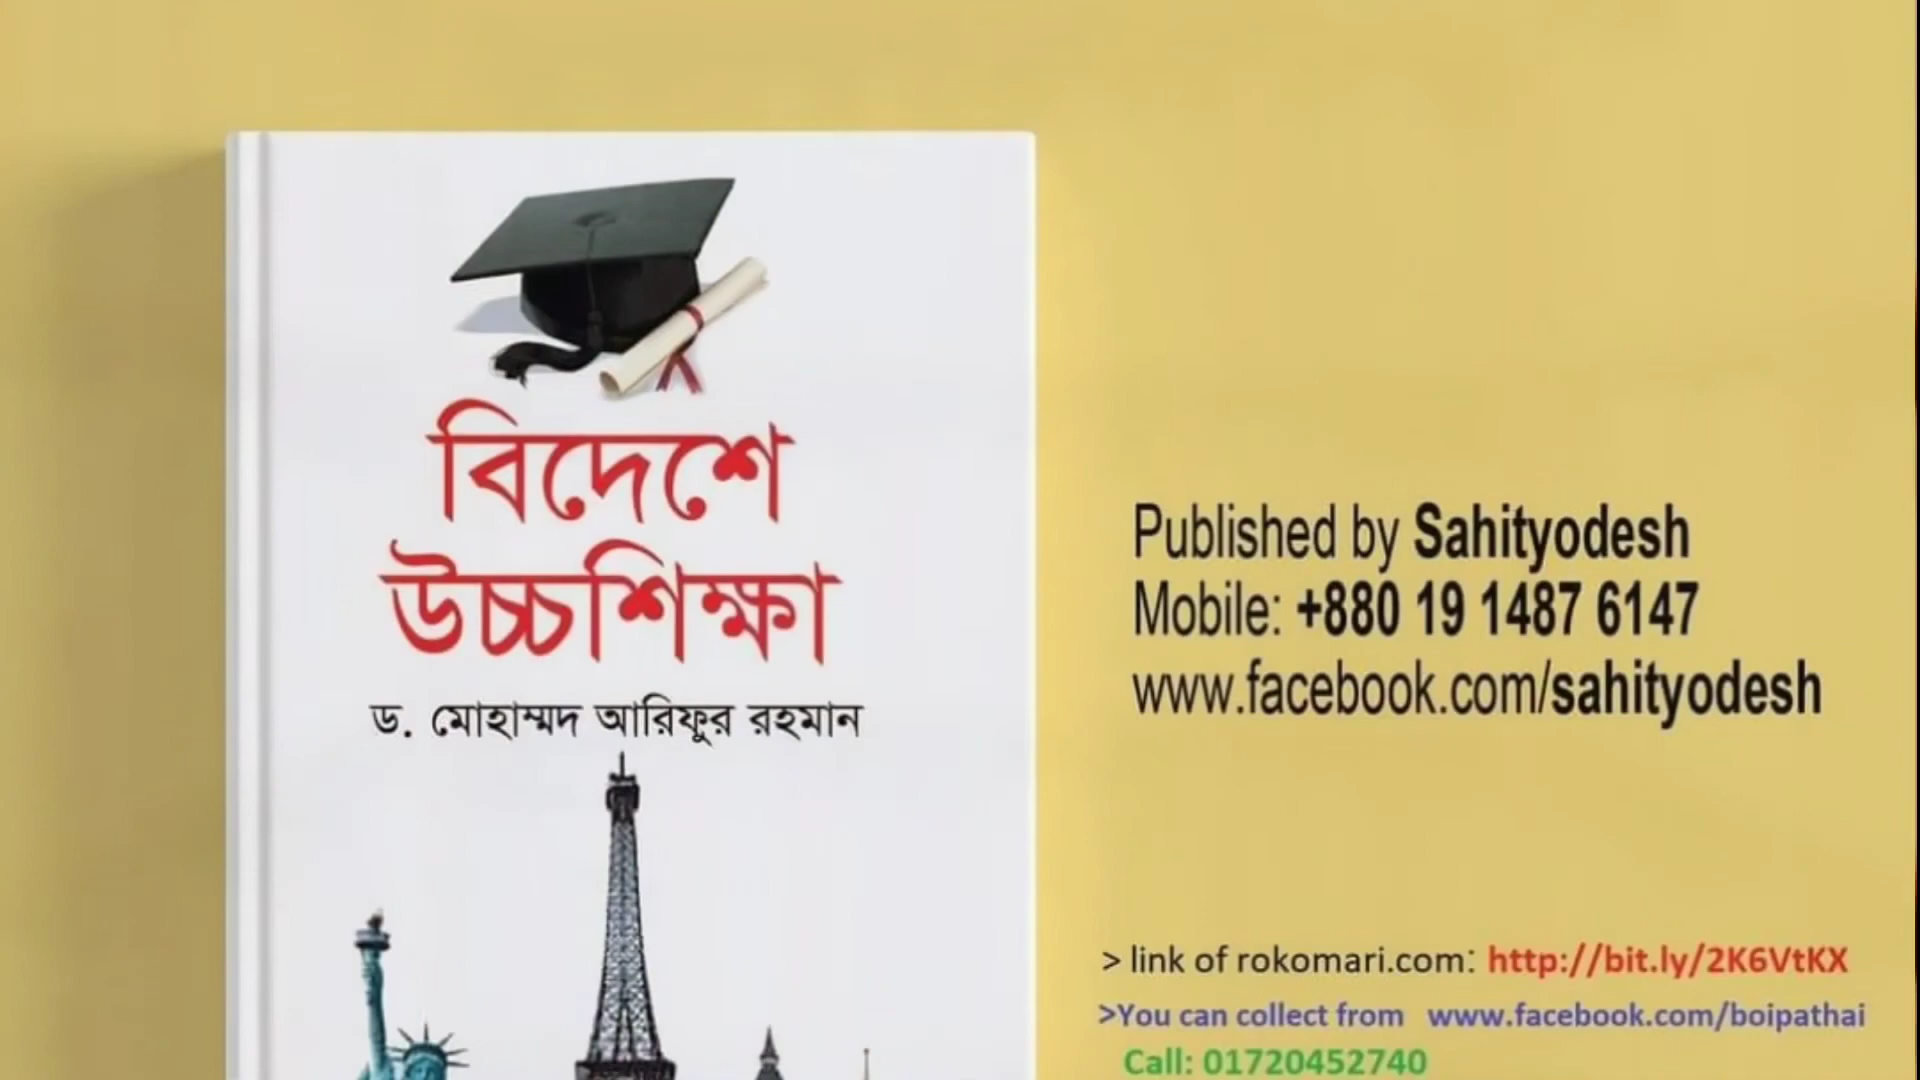 বিদেশে
উচ্চশিক্ষা
ড. মোহাম্মদ আরিফুর রহমান
Published by Sahityodesh
Mobile: +880 19 1487 6147
www.facebook.com/sahityodesh
> link of rokomari.com: http://bit.ly/2K6VtKX
>You can collect from www.facebook.com/boipathai
Call: 01720452740